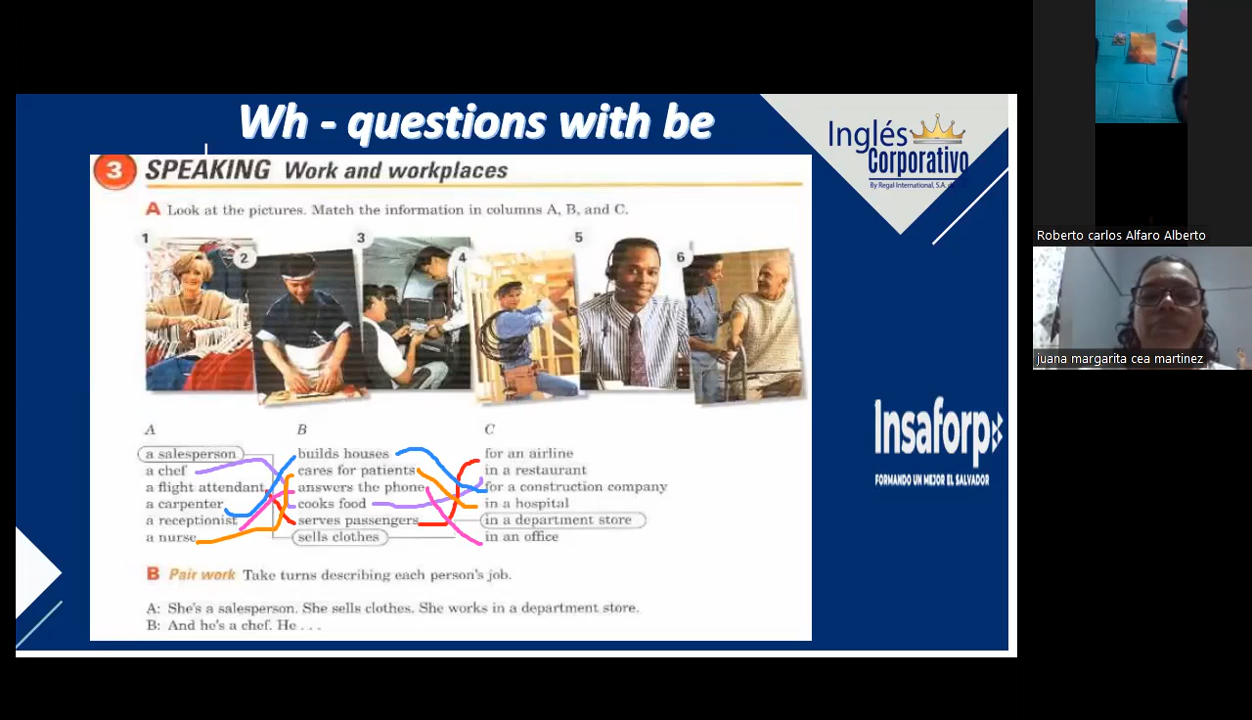 Wh - questions with be
Inglés
Corporativo
By Regal International, S.A.
3 SPEAKING Work and workplaces
A Look at the pictures. Match the information in columns A, B, and C.
1
2
3
4
5
6
A B C
a salesperson builds houses for an airline
a chef cares for patients in a restaurant
a flight attendant answers the phone for a construction company
a carpenter cooks food in a hospital
a receptionist serves passengers in a department store
a nurse sells clothes in an office
B Pair work Take turns describing each person's job.
A: She's a salesperson. She sells clothes. She works in a department store.
B: And he's a chef. He . . .
Insaforp
FORMANDO UN MEJOR EL SALVADOR
Roberto carlos Alfaro Alberto
juana margarita cea martinez